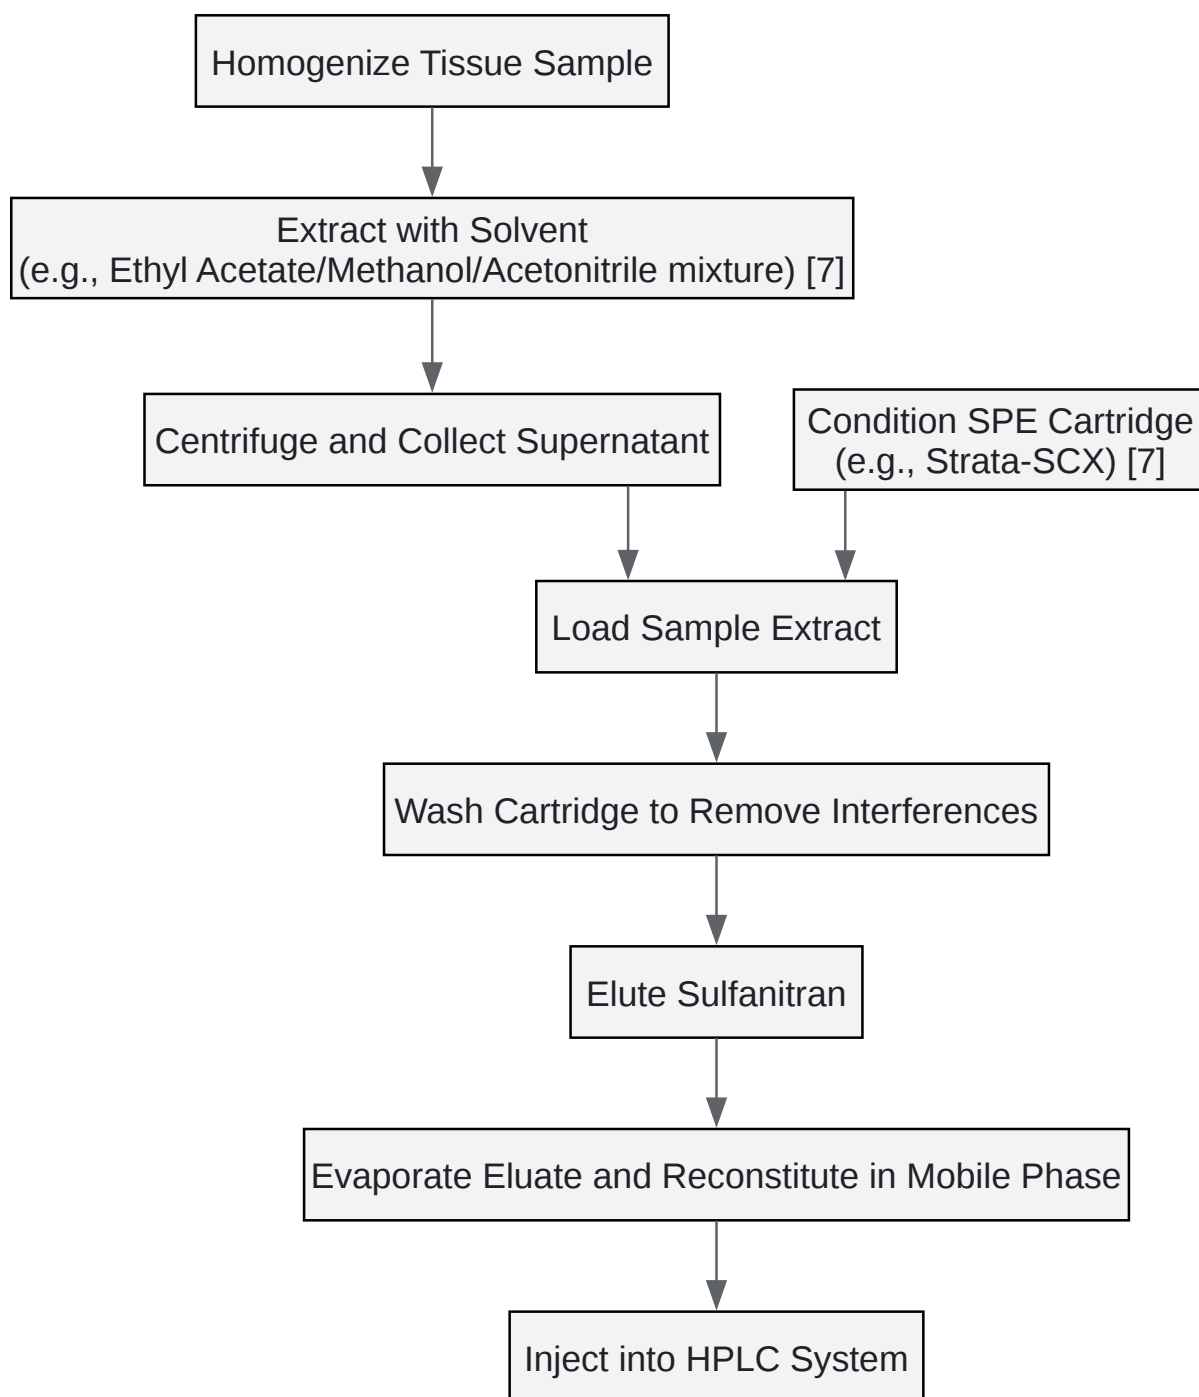 Homogenize Tissue Sample
Extract with Solvent
(e.g., Ethyl Acetate/Methanol/Acetonitrile mixture) [7]
Centrifuge and Collect Supernatant
Condition SPE Cartridge
(e.g., Strata-SCX) [7]
Load Sample Extract
Wash Cartridge to Remove Interferences
Elute Sulfanitran
Evaporate Eluate and Reconstitute in Mobile Phase
Inject into HPLC System